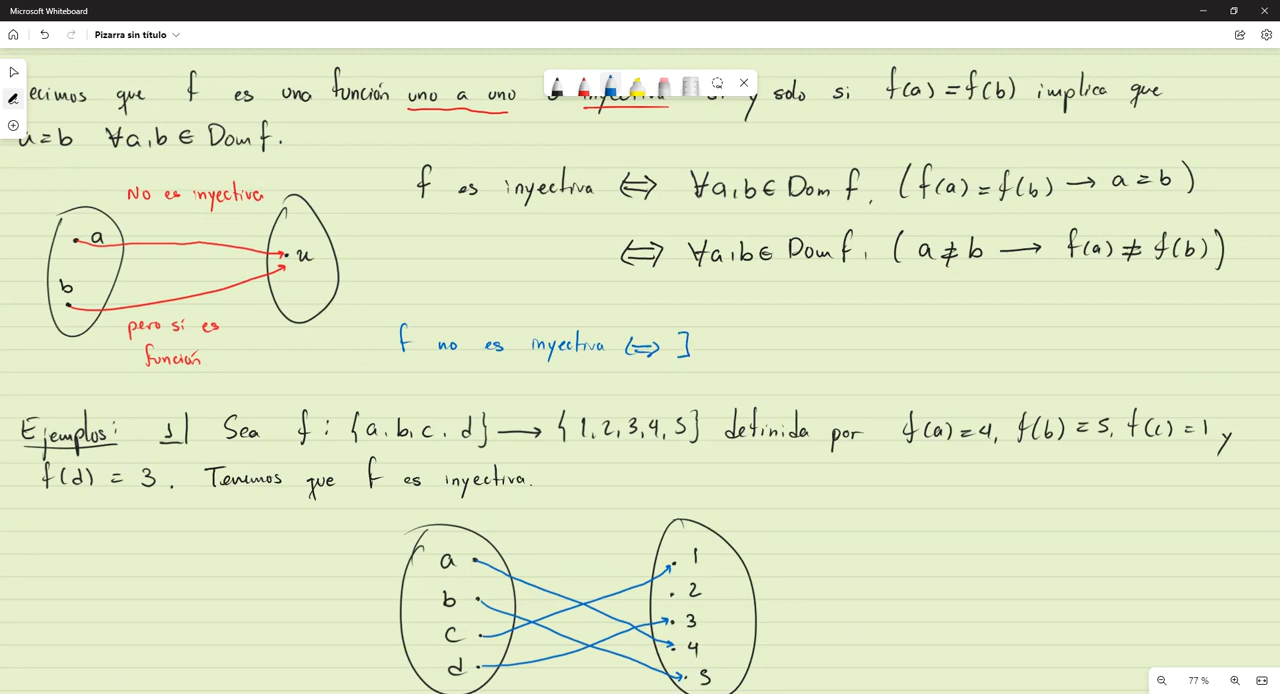 Microsoft Whiteboard
Pizarra sin título
ecimos que f es una función uno a uno si y solo si f(a) = f(b) implica que
a = b ∀a,b ∈ Dom f.
No es inyectiva
f es inyectiva ⟺ ∀a,b ∈ Dom f, (f(a) = f(b) → a = b)
a
u
⟺ ∀a,b ∈ Dom f, (a ≠ b → f(a) ≠ f(b))
b
pero sí es
función
f no es inyectiva ⟺ ∃
Ejemplos: 1) Sea f : {a, b, c, d} → {1, 2, 3, 4, 5} definida por f(a) = 4, f(b) = 5, f(c) = 1 y
f(d) = 3. Tenemos que f es inyectiva.
a
1
b
2
c
3
d
4
5
77 %